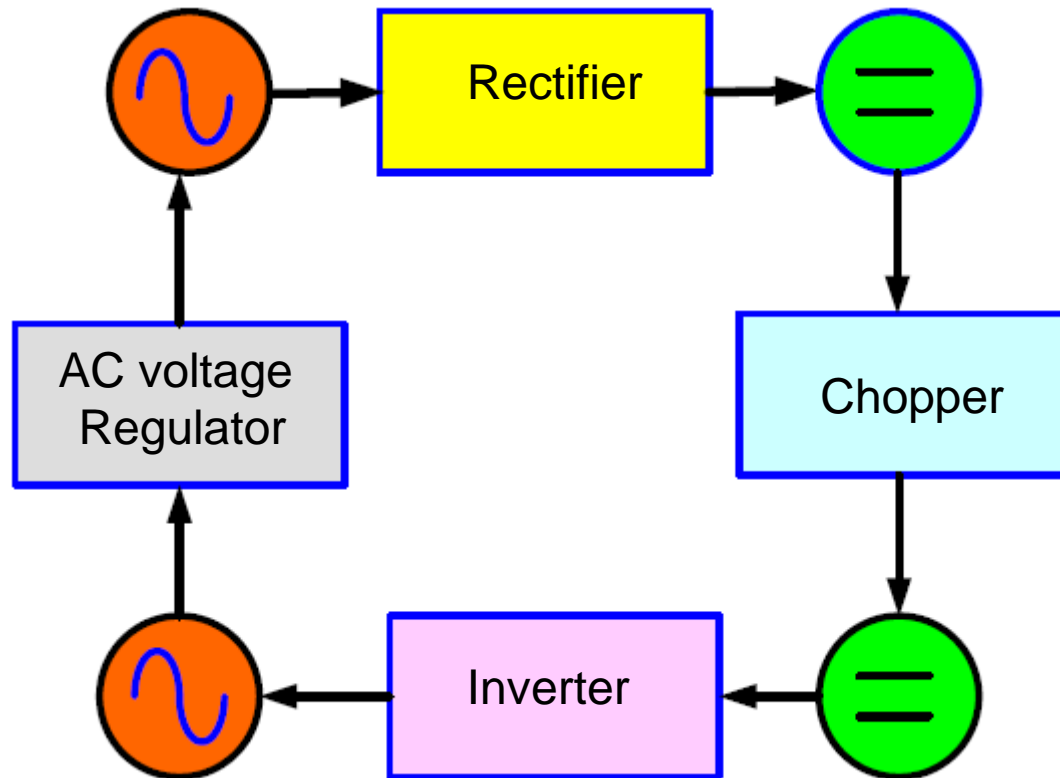 Rectifier
AC voltage
Regulator
Chopper
Inverter